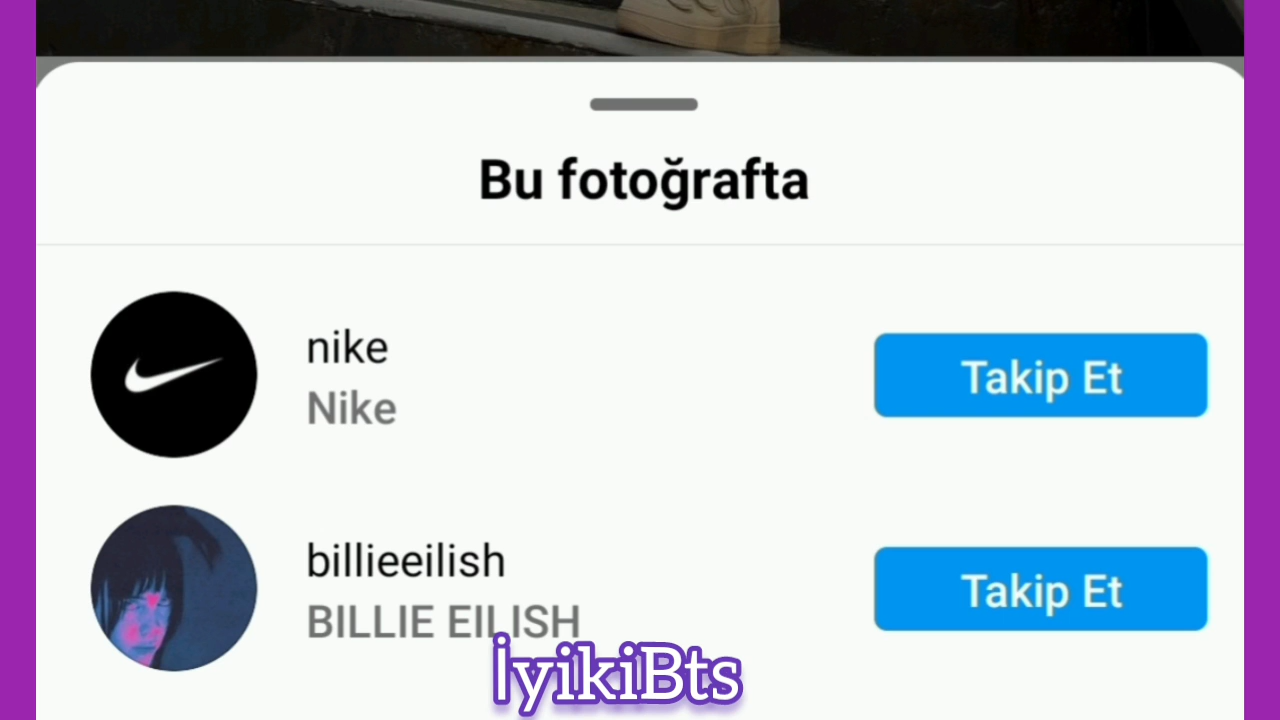 Bu fotoğrafta
nike
Nike
Takip Et
billieeilish
BILLIE EILISH
Takip Et
İyikiBts